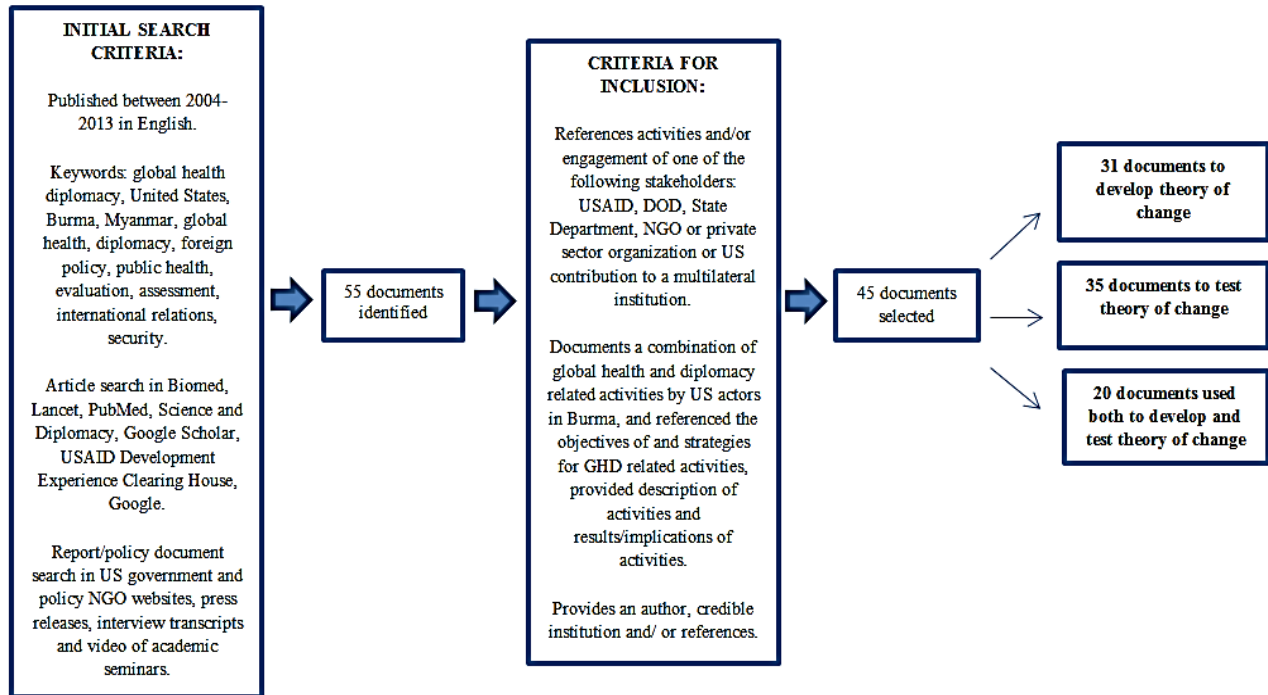 INITIAL SEARCH
CRITERIA:
Published between 2004-
2013 in English.
Keywords: global health
diplomacy, United States,
Burma, Myanmar, global
health, diplomacy, foreign
policy, public health,
evaluation, assessment,
international relations,
security.
Article search in Biomed,
Lancet, PubMed, Science and
Diplomacy, Google Scholar,
USAID Development
Experience Clearing House,
Google.
Report/policy document
search in US government and
policy NGO websites, press
releases, interview transcripts
and video of academic
seminars.
55 documents
identified
CRITERIA FOR
INCLUSION:
References activities and/or
engagement of one of the
following stakeholders:
USAID, DOD, State
Department, NGO or private
sector organization or US
contribution to a multilateral
institution.
Documents a combination of
global health and diplomacy
related activities by US actors
in Burma, and referenced the
objectives of and strategies
for GHD related activities,
provided description of
activities and
results/implications of
activities.
Provides an author, credible
institution and/ or references.
45 documents
selected
31 documents to
develop theory of
change
35 documents to test
theory of change
20 documents used
both to develop and
test theory of change